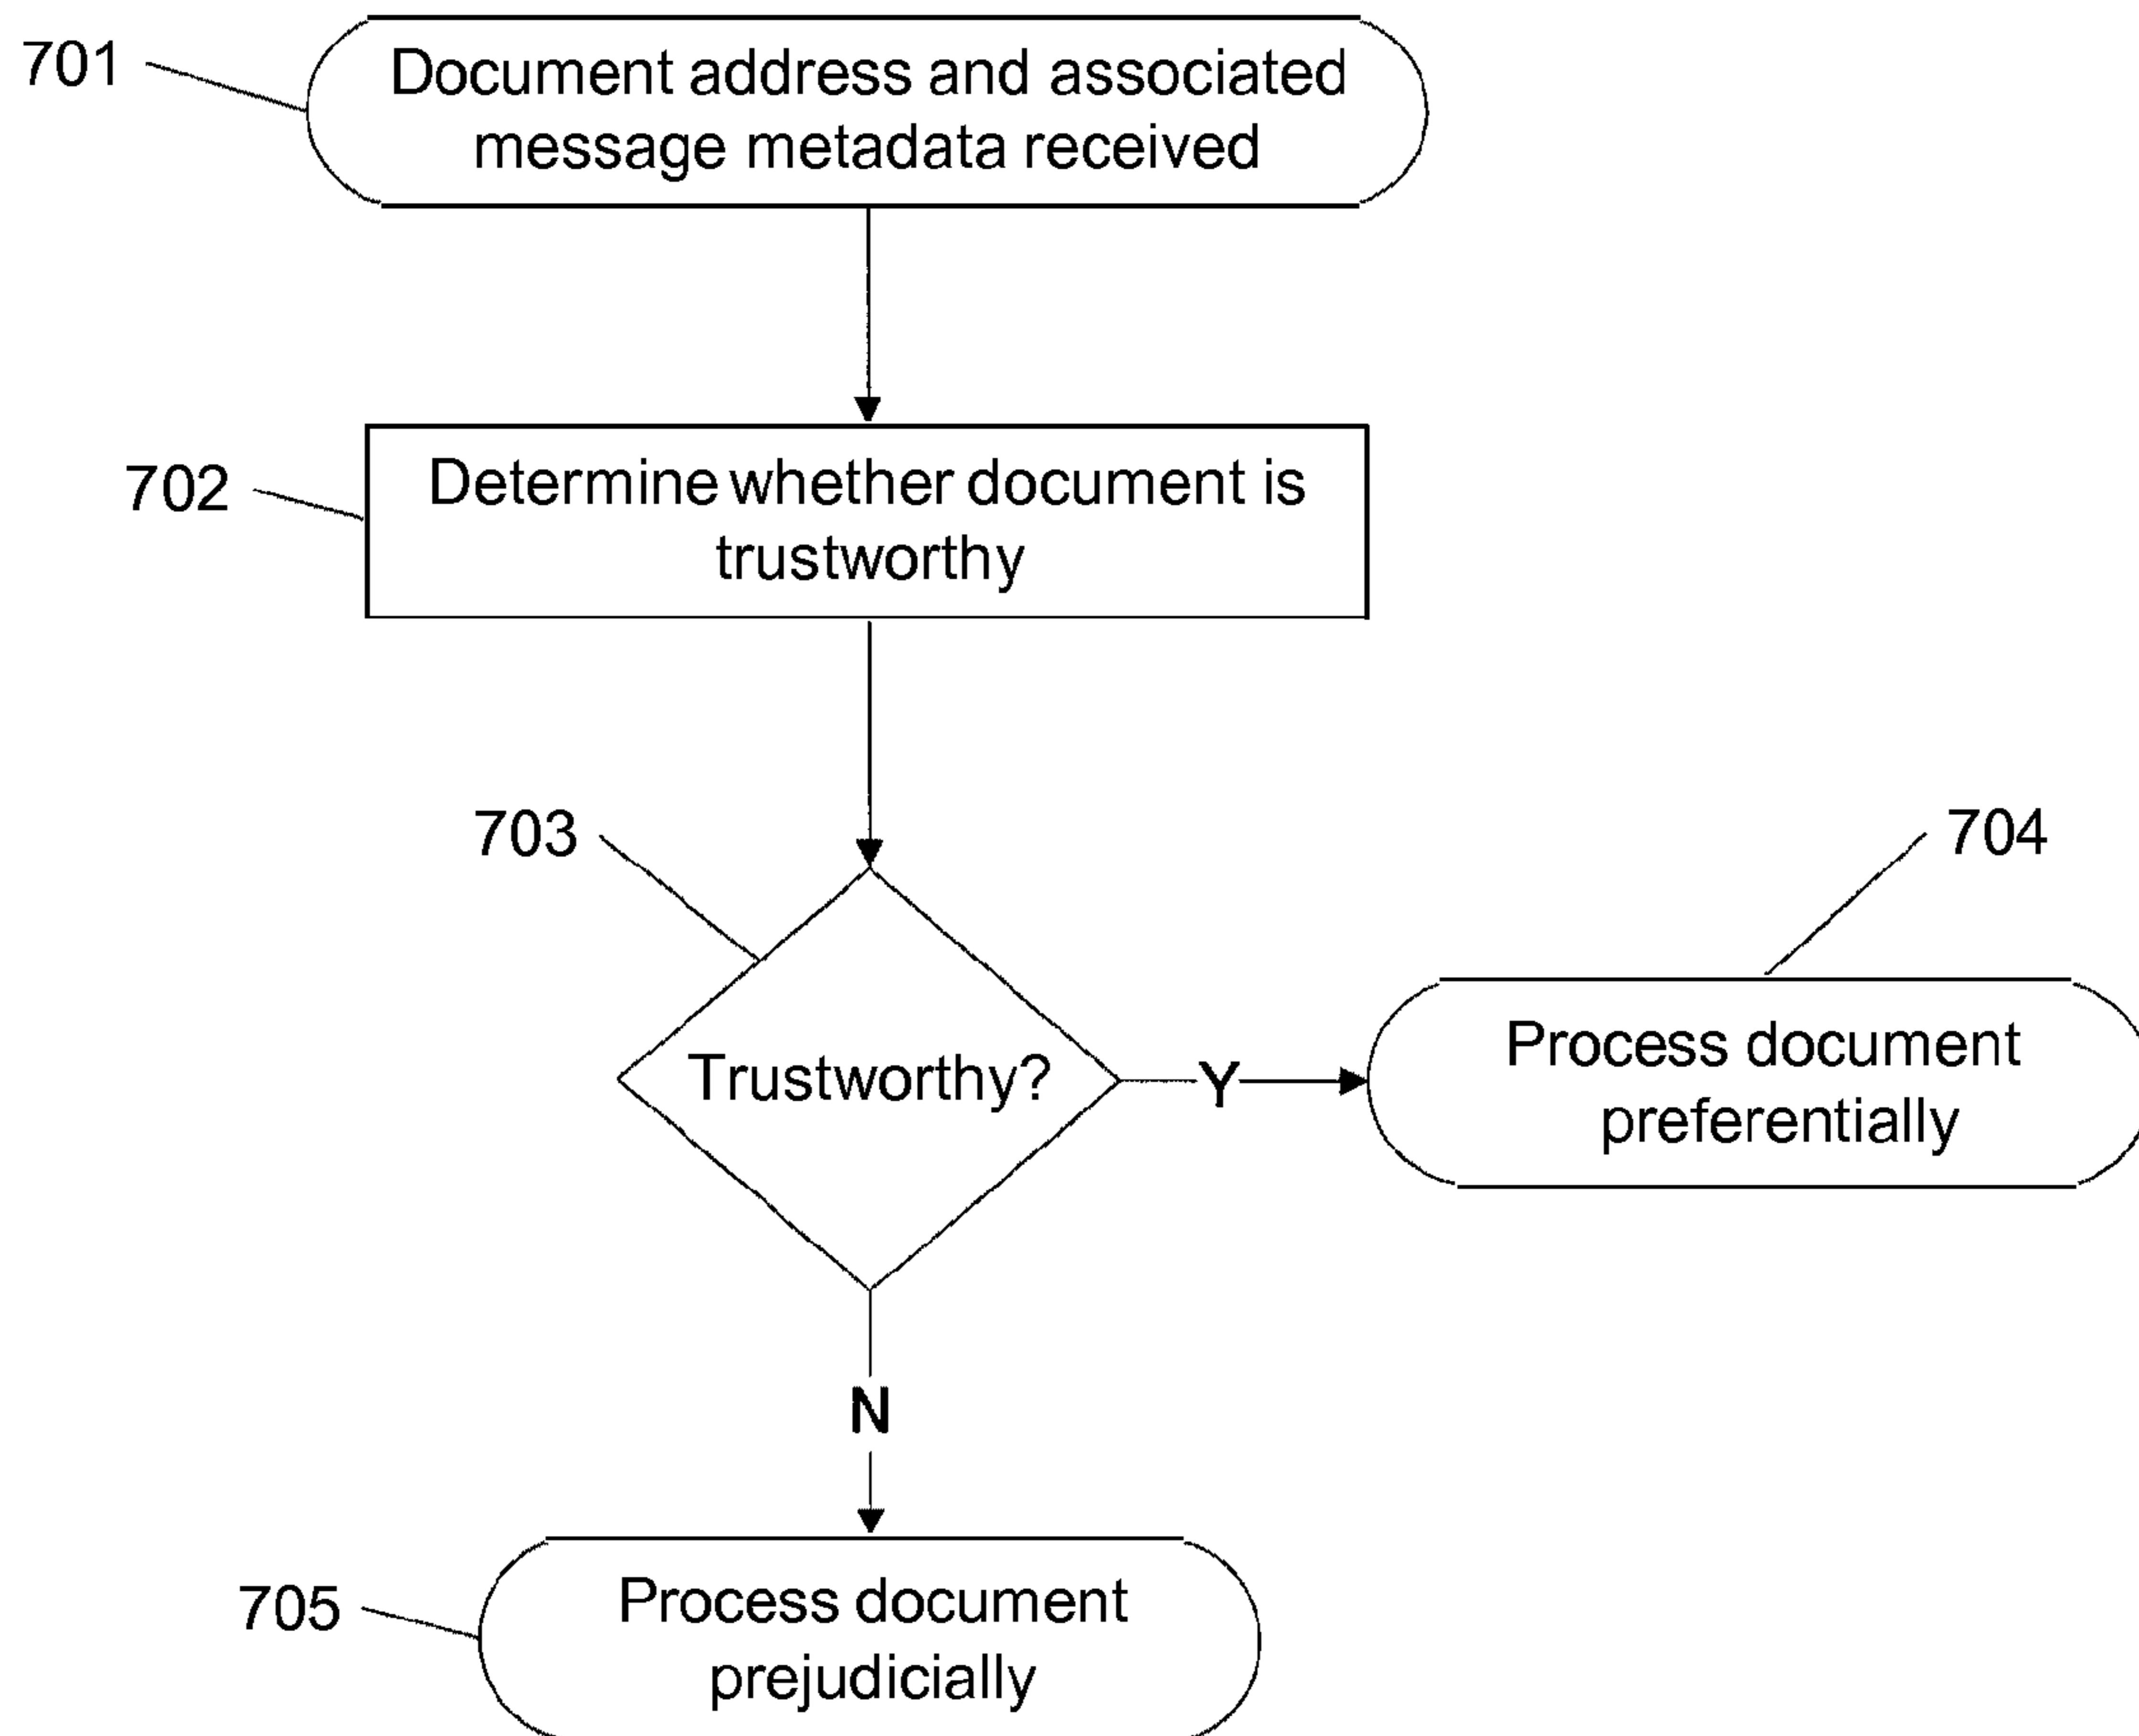 701
Document address and associated
message metadata received
702
Determine whether document is
trustworthy
703
704
Trustworthy?
Y
Process document
preferentially
N
705
Process document
prejudicially